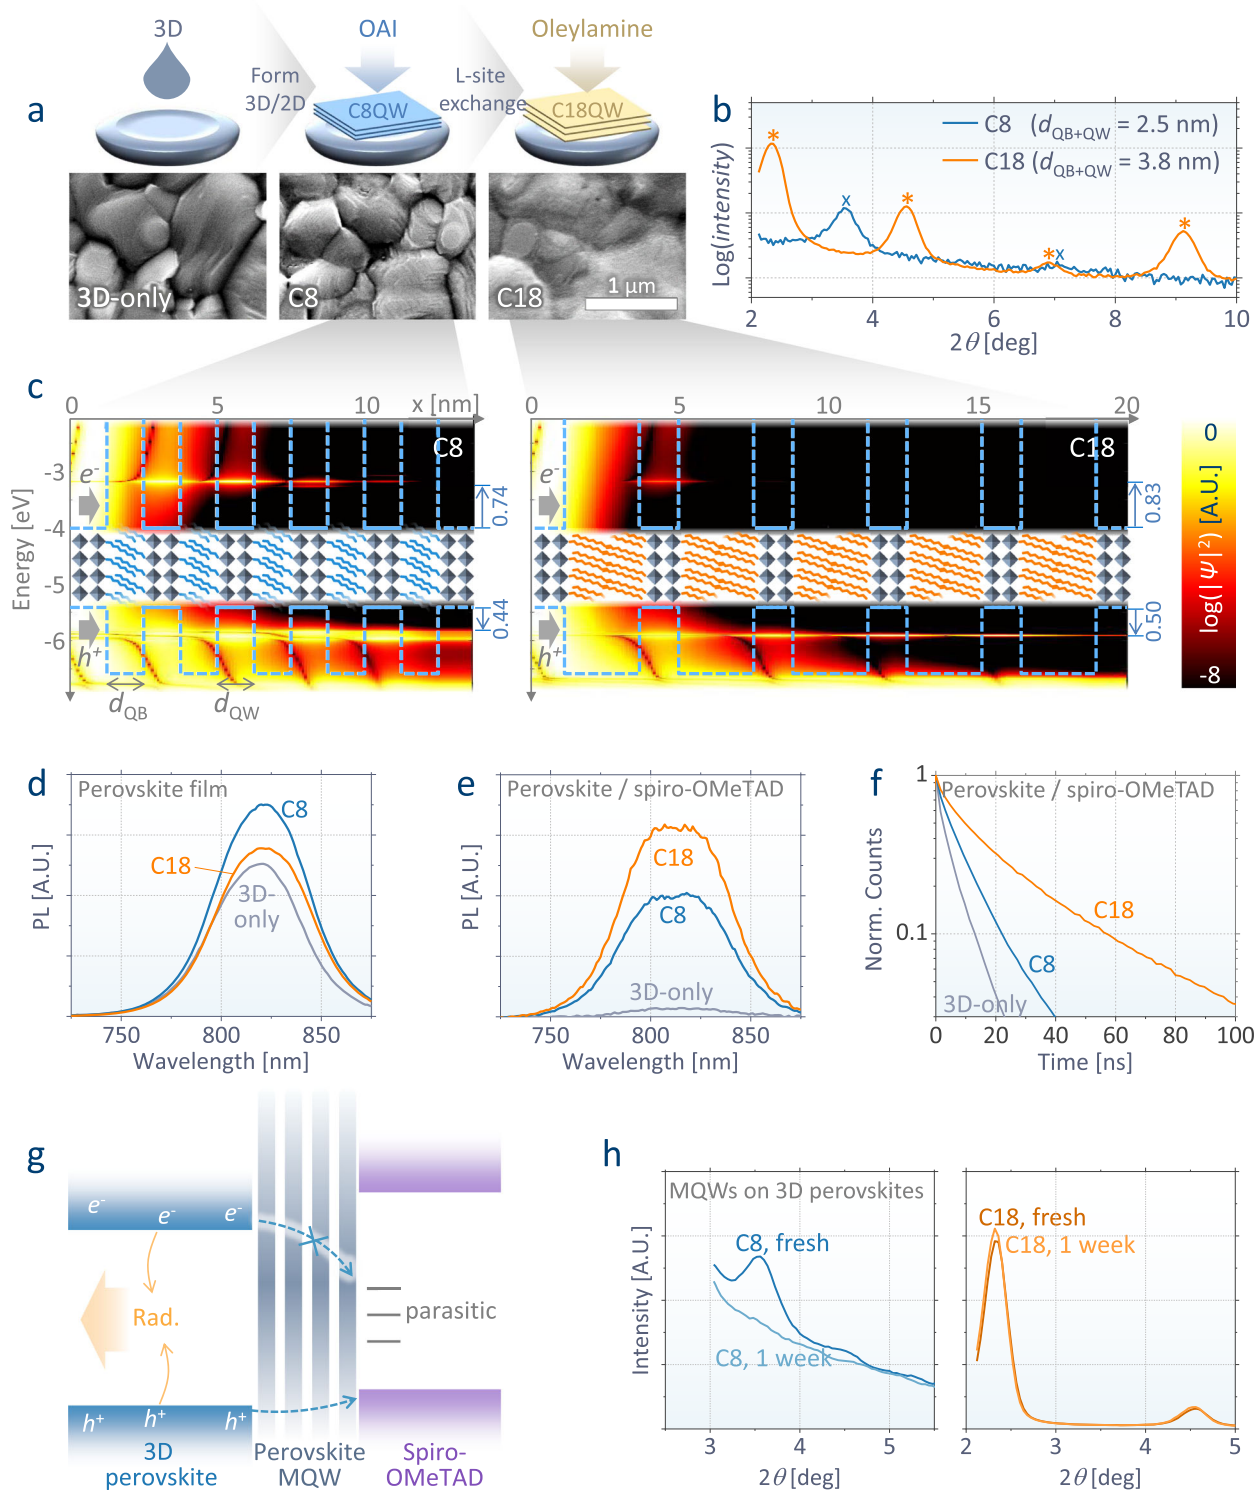 3D
OAI
Oleylamine
Form
3D/2D
L-site
exchange
a
C8QW
C18QW
3D-only
C8
C18
1 µm
b
C8 (d_QB+QW = 2.5 nm)
C18 (d_QB+QW = 3.8 nm)
* x * * x *
Log(intensity)
2 4 6 8 10
2θ [deg]
c
0 5 10 x [nm]
0 5 10 15 20
C8
C18
e⁻
e⁻
-3
-4
-5
-6
Energy [eV]
0.74
0.83
0.44
0.50
h⁺
h⁺
d_QB
d_QW
0
log(|Ψ|²) [A.U.]
-8
d
Perovskite film
C8
C18
3D-
only
PL [A.U.]
750 800 850
Wavelength [nm]
e
Perovskite / spiro-OMeTAD
C18
C8
3D-only
PL [A.U.]
750 800 850
Wavelength [nm]
f
Perovskite / spiro-OMeTAD
1
0.1
Norm. Counts
C18
C8
3D-only
0 20 40 60 80 100
Time [ns]
g
e⁻ e⁻ e⁻
Rad.
parasitic
h⁺ h⁺ h⁺
3D
perovskite
Perovskite
MQW
Spiro-
OMeTAD
h
MQWs on 3D perovskites
C8, fresh
C8, 1 week
Intensity [A.U.]
3 4 5
2θ [deg]
C18, fresh
C18, 1 week
2 3 4 5
2θ [deg]